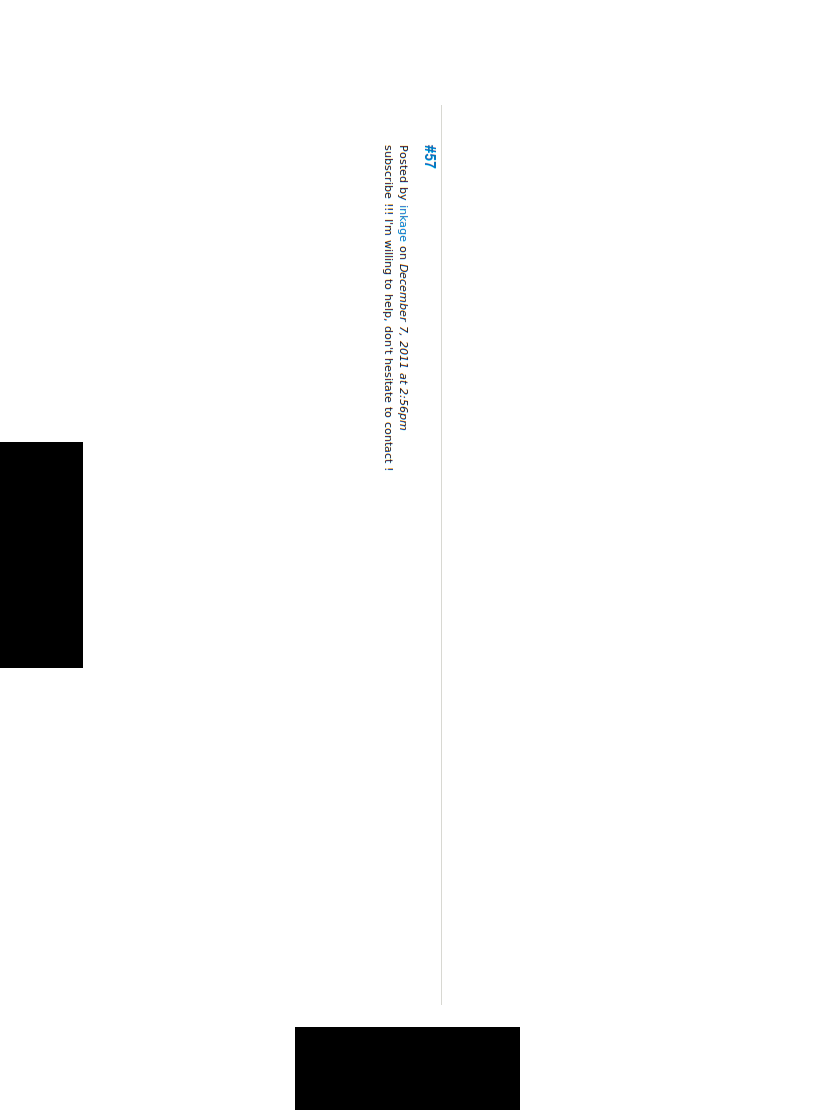 #57
Posted by inkage on December 7, 2011 at 2:56pm
subscribe !!! I'm willing to help, don't hesitate to contact !